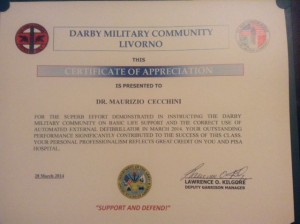 DARBY MILITARY COMMUNITY
LIVORNO
THIS
CERTIFICATE OF APPRECIATION
IS PRESENTED TO
DR. MAURIZIO CECCHINI
FOR THE SUPERB EFFORT DEMONSTRATED IN INSTRUCTING THE DARBY
MILITARY COMMUNITY ON BASIC LIFE SUPPORT AND THE CORRECT USE OF
AUTOMATED EXTERNAL DEFIBRILLATOR IN MARCH 2014. YOUR OUTSTANDING
PERFORMANCE SIGNIFICANTLY CONTRIBUTED TO THE SUCCESS OF THIS CLASS.
YOUR PERSONAL PROFESSIONALISM REFLECTS GREAT CREDIT ON YOU AND PISA
HOSPITAL.
20 March 2014
LAWRENCE O. KILGORE
DEPUTY GARRISON MANAGER
"SUPPORT AND DEFEND!"